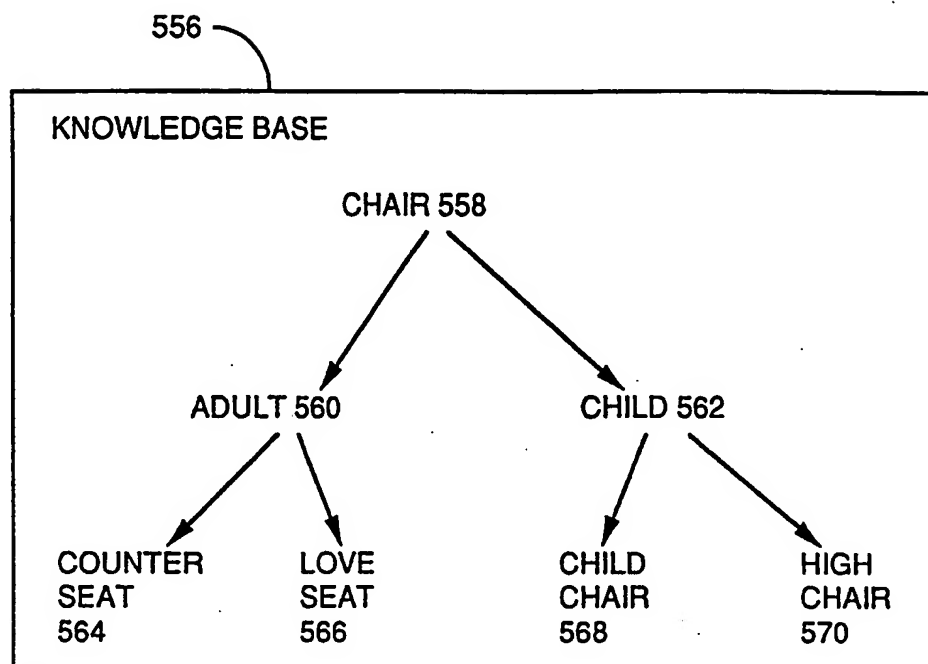 556
KNOWLEDGE BASE
CHAIR 558
ADULT 560
CHILD 562
COUNTER
SEAT
564
LOVE
SEAT
566
CHILD
CHAIR
568
HIGH
CHAIR
570